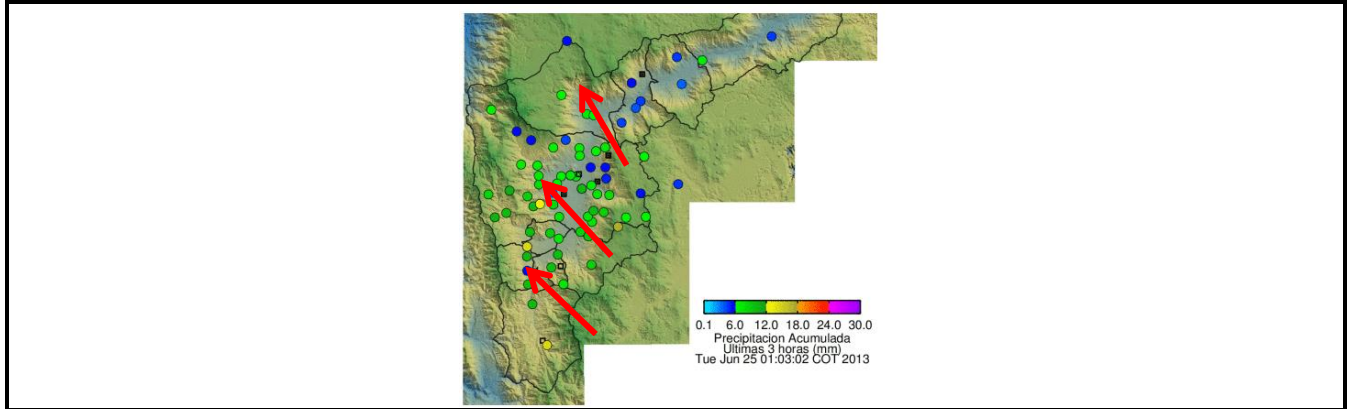 0.1 6.0 12.0 18.0 24.0 30.0
Precipitacion Acumulada
Ultimas 3 horas (mm)
Tue Jun 25 01:03:02 COT 2013